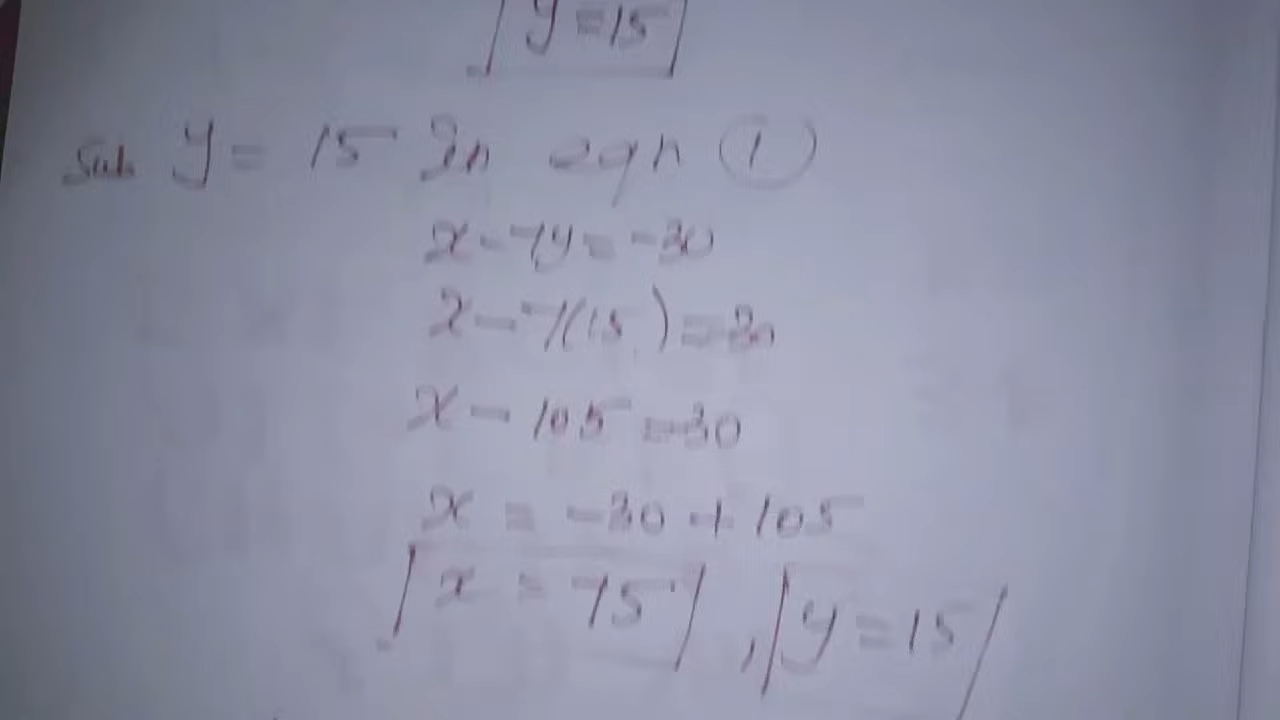 y = 15
Sub y = 15 In eqn ①
x - 7y = -30
x - 7(15) = -30
x - 105 = -30
x = -30 + 105
x = 75 , y = 15